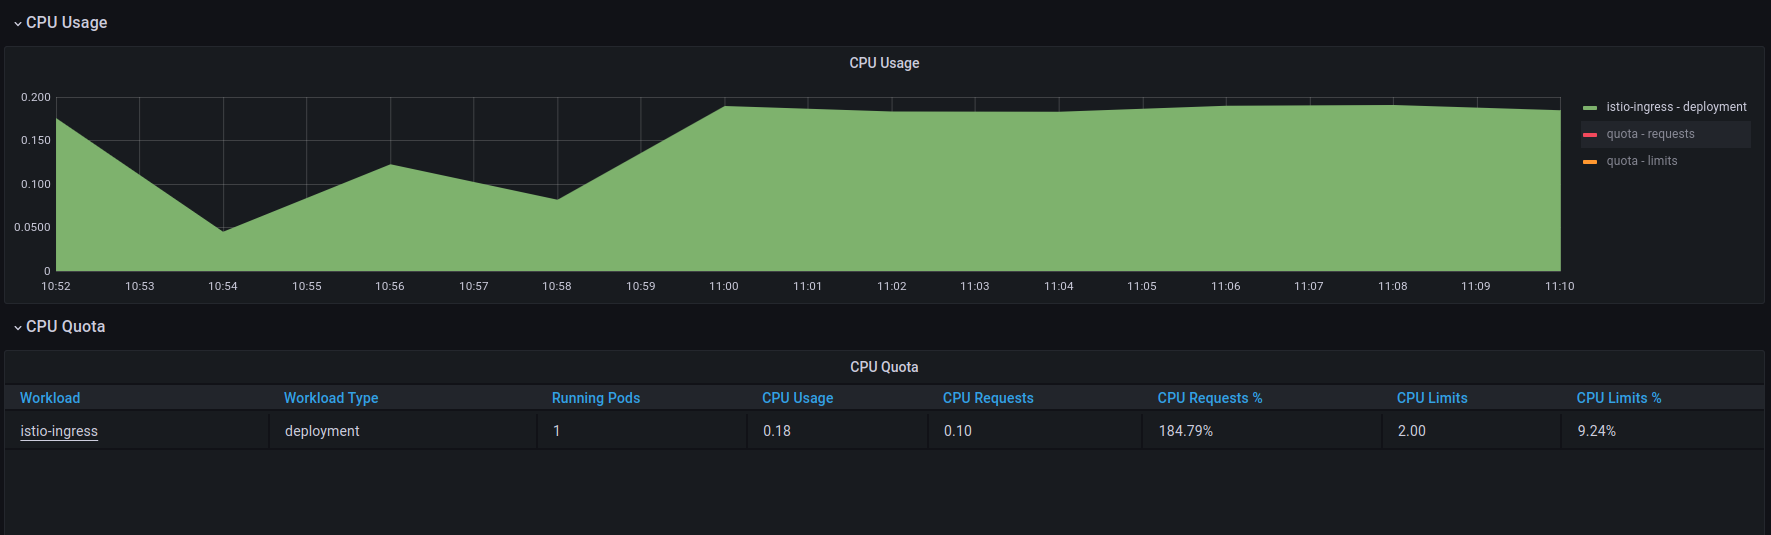 CPU Usage
CPU Usage
0.200
0.150
0.100
0.0500
0
10:52 10:53 10:54 10:55 10:56 10:57 10:58 10:59 11:00 11:01 11:02 11:03 11:04 11:05 11:06 11:07 11:08 11:09 11:10
istio-ingress - deployment
quota - requests
quota - limits
CPU Quota
CPU Quota
Workload Workload Type Running Pods CPU Usage CPU Requests CPU Requests % CPU Limits CPU Limits %
istio-ingress deployment 1 0.18 0.10 184.79% 2.00 9.24%